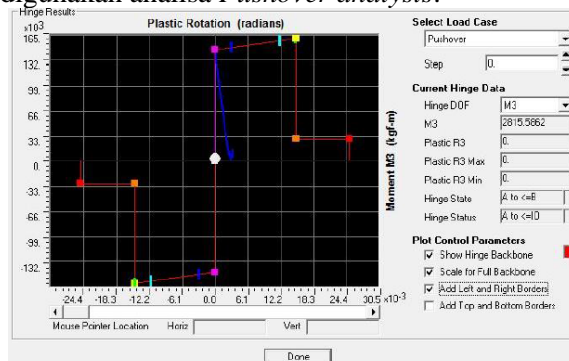 digunakan analisa Pushover analysis.
Hinge Results
Plastic Rotation (radians)
x10³
165.
132.
99.
66.
33.
0.
-33.
-66.
-99.
-132.
-24.4 -18.3 -12.2 -6.1 0.0 6.1 12.2 18.3 24.4 30.5 x10-3
Moment M3 (kgf-m)
Mouse Pointer Location Horiz Vert
Select Load Case
Pushover
Step 0.
Current Hinge Data
Hinge DOF M3
M3 2815.5862
Plastic R3 0.
Plastic R3 Max 0.
Plastic R3 Min 0.
Hinge State A to <=B
Hinge Status A to <=IO
Plot Control Parameters
Show Hinge Backbone
Scale for Full Backbone
Add Left and Right Borders
Add Top and Bottom Borders
Done